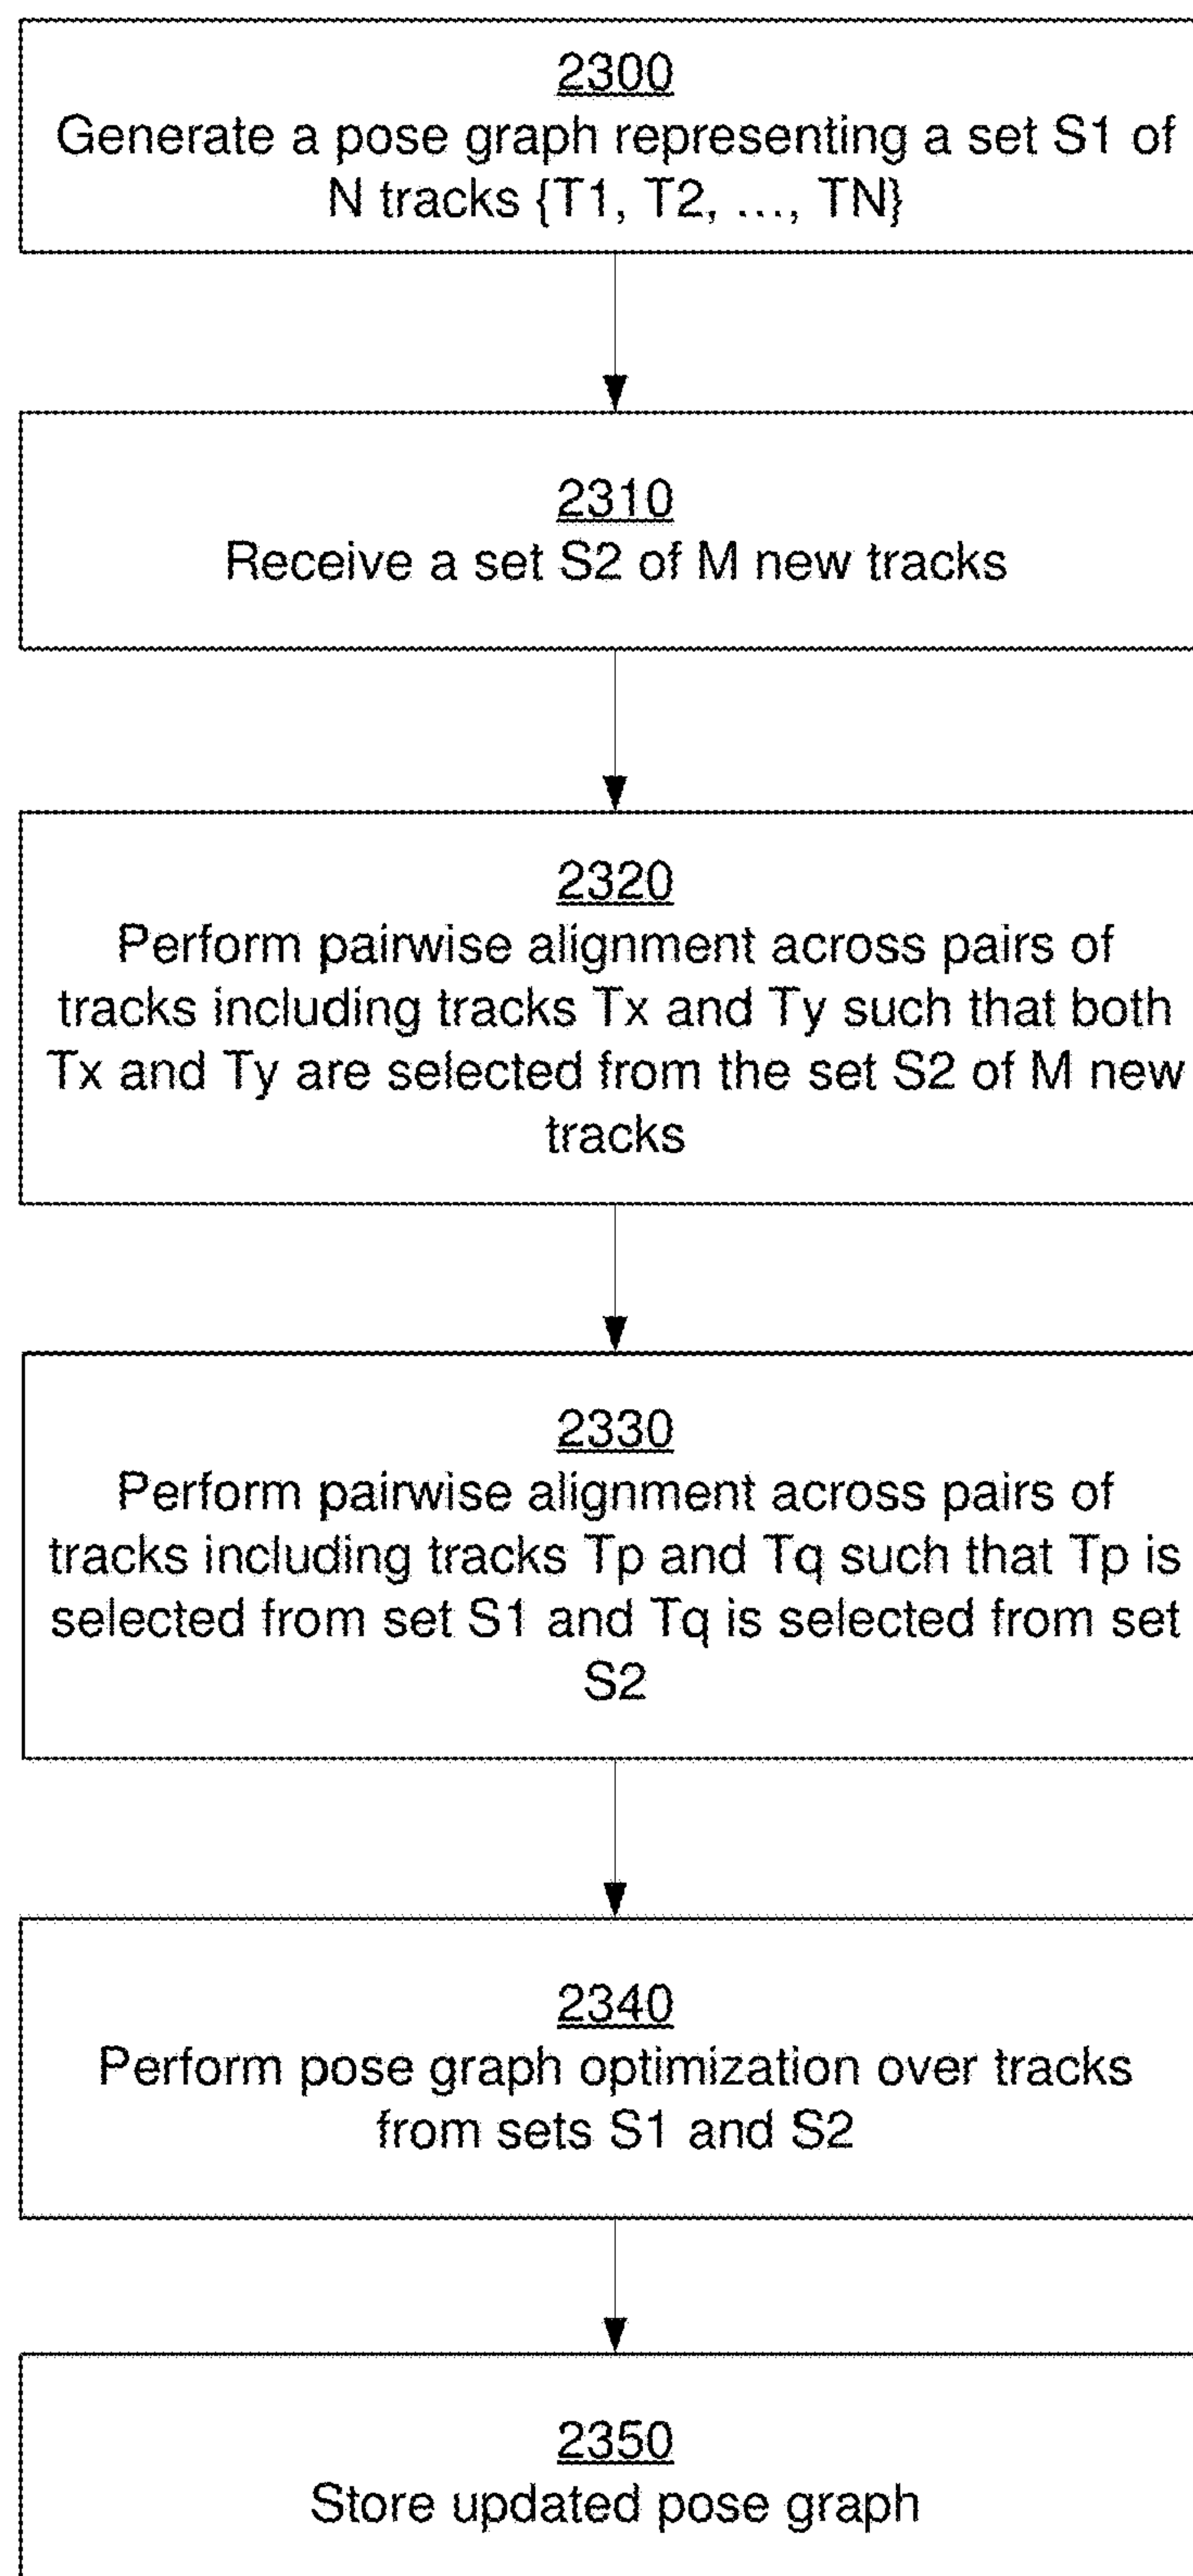 2300
Generate a pose graph representing a set S1 of
N tracks {T1, T2, ..., TN}
2310
Receive a set S2 of M new tracks
2320
Perform pairwise alignment across pairs of
tracks including tracks Tx and Ty such that both
Tx and Ty are selected from the set S2 of M new
tracks
2330
Perform pairwise alignment across pairs of
tracks including tracks Tp and Tq such that Tp is
selected from set S1 and Tq is selected from set
S2
2340
Perform pose graph optimization over tracks
from sets S1 and S2
2350
Store updated pose graph